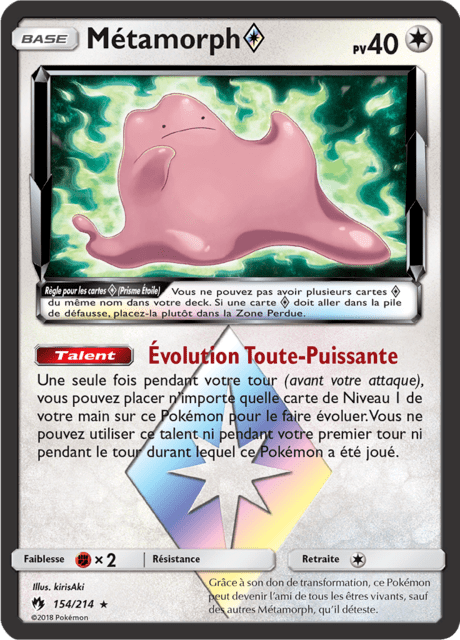 BASE Métamorph◇ PV40
Règle pour les cartes ◇ (Prisme Étoile) Vous ne pouvez pas avoir plusieurs cartes ◇
du même nom dans votre deck. Si une carte ◇ doit aller dans la pile
de défausse, placez-la plutôt dans la Zone Perdue.
Talent Évolution Toute-Puissante
Une seule fois pendant votre tour (avant votre attaque),
vous pouvez placer n'importe quelle carte de Niveau 1 de
votre main sur ce Pokémon pour le faire évoluer. Vous ne
pouvez utiliser ce talent ni pendant votre premier tour ni
pendant le tour durant lequel ce Pokémon a été joué.
Faiblesse ×2 Résistance Retraite
Illus. kirisAki
154/214 ★
©2018 Pokémon
Grâce à son don de transformation, ce Pokémon
peut devenir l'ami de tous les êtres vivants, sauf
des autres Métamorph, qu'il déteste.